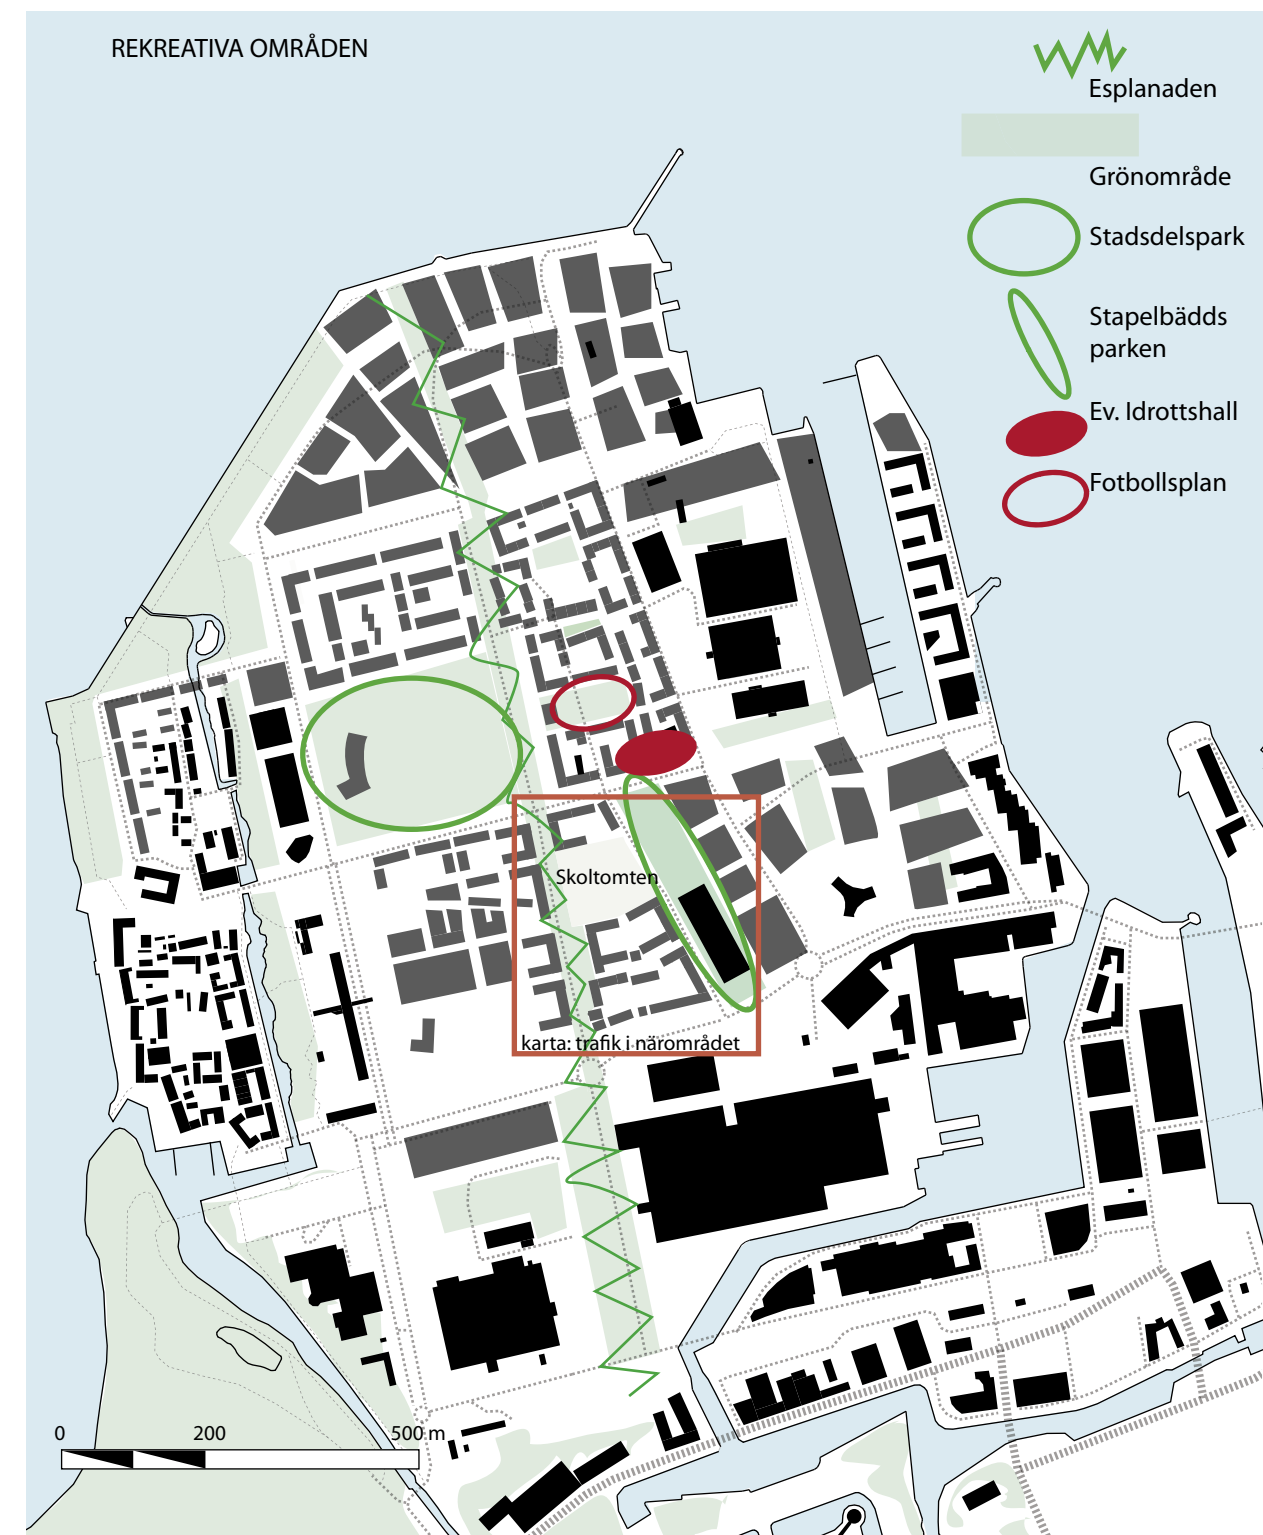 REKREATIVA OMRÅDEN
Esplanaden
Grönområde
Stadsdelspark
Stapelbädds
parken
Ev. Idrottshall
Fotbollsplan
Skoltomten
karta: trafik i närområdet
0 200 500 m